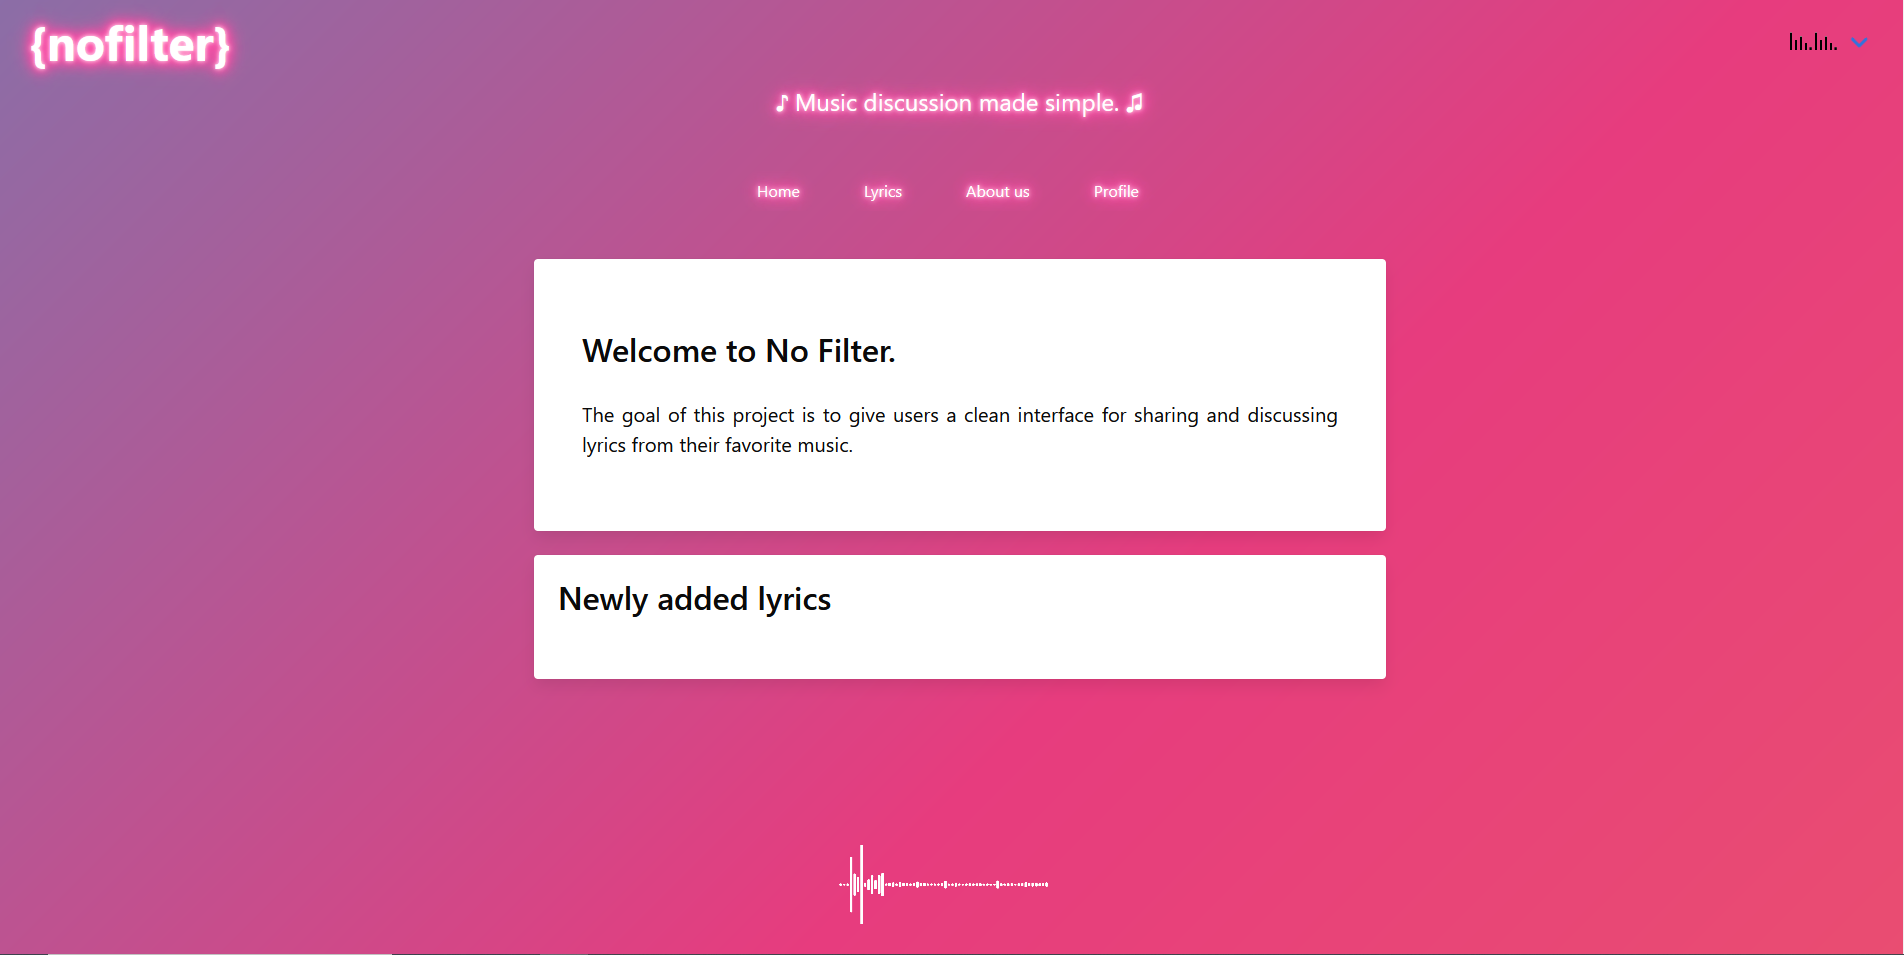 {nofilter}
♪ Music discussion made simple. ♫
Home Lyrics About us Profile
Welcome to No Filter.
The goal of this project is to give users a clean interface for sharing and discussing
lyrics from their favorite music.
Newly added lyrics